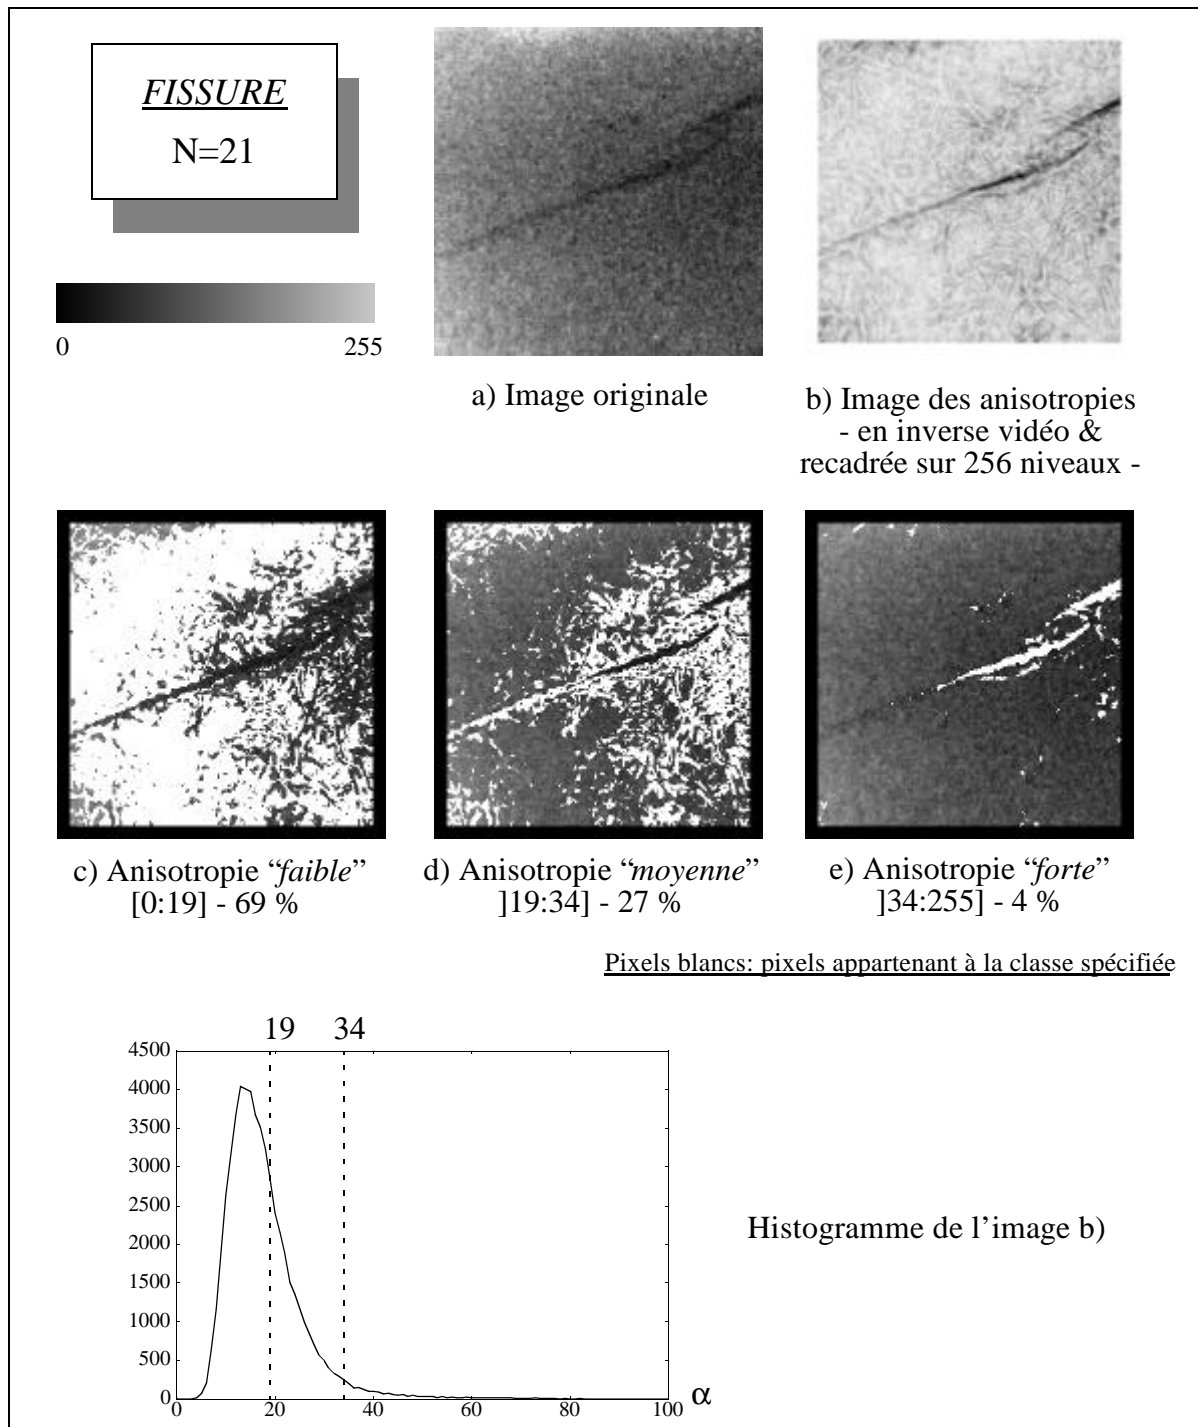 FISSURE
N=21
0 255
a) Image originale
b) Image des anisotropies
- en inverse vidéo &
recadrée sur 256 niveaux -
c) Anisotropie “faible”
[0:19] - 69 %
d) Anisotropie “moyenne”
]19:34] - 27 %
e) Anisotropie “forte”
]34:255] - 4 %
Pixels blancs: pixels appartenant à la classe spécifiée
19 34
4500
4000
3500
3000
2500
2000
1500
1000
500
0
0 20 40 60 80 100 α
Histogramme de l’image b)